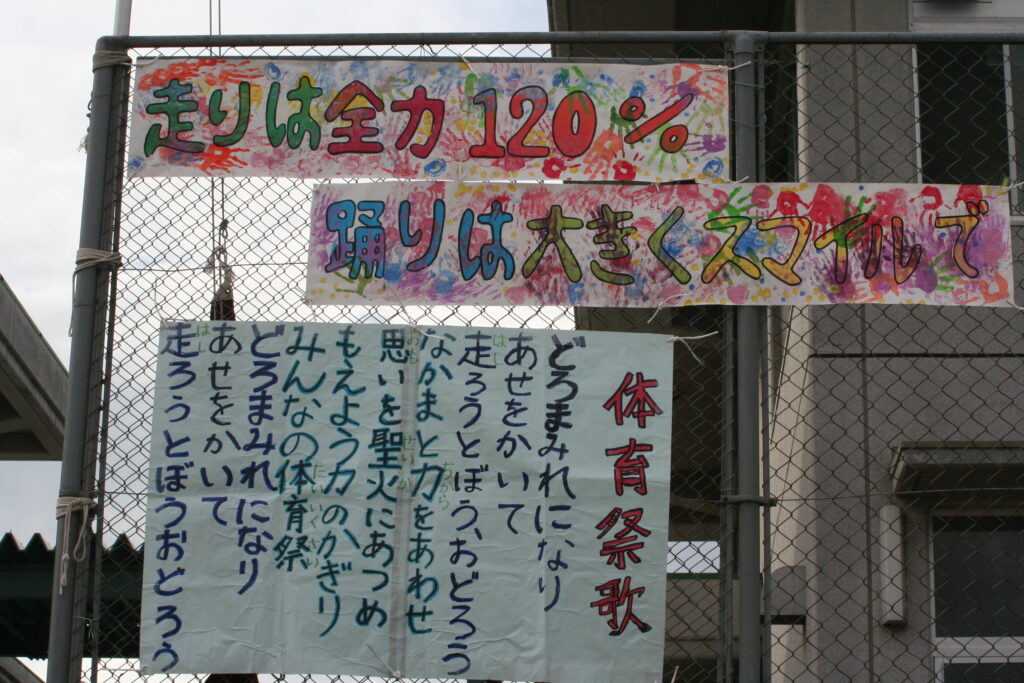 走りは全力120%
踊りは大きくスマイルで
体育祭歌
どろまみれになり
あせをかいて
走ろうとぼう、おどろう
なかまと力をあわせ
思いを聖火にあつめ
もえよう力のかぎり
みんなの体育祭
どろまみれになり
あせをかいて
走ろうとぼうおどろう